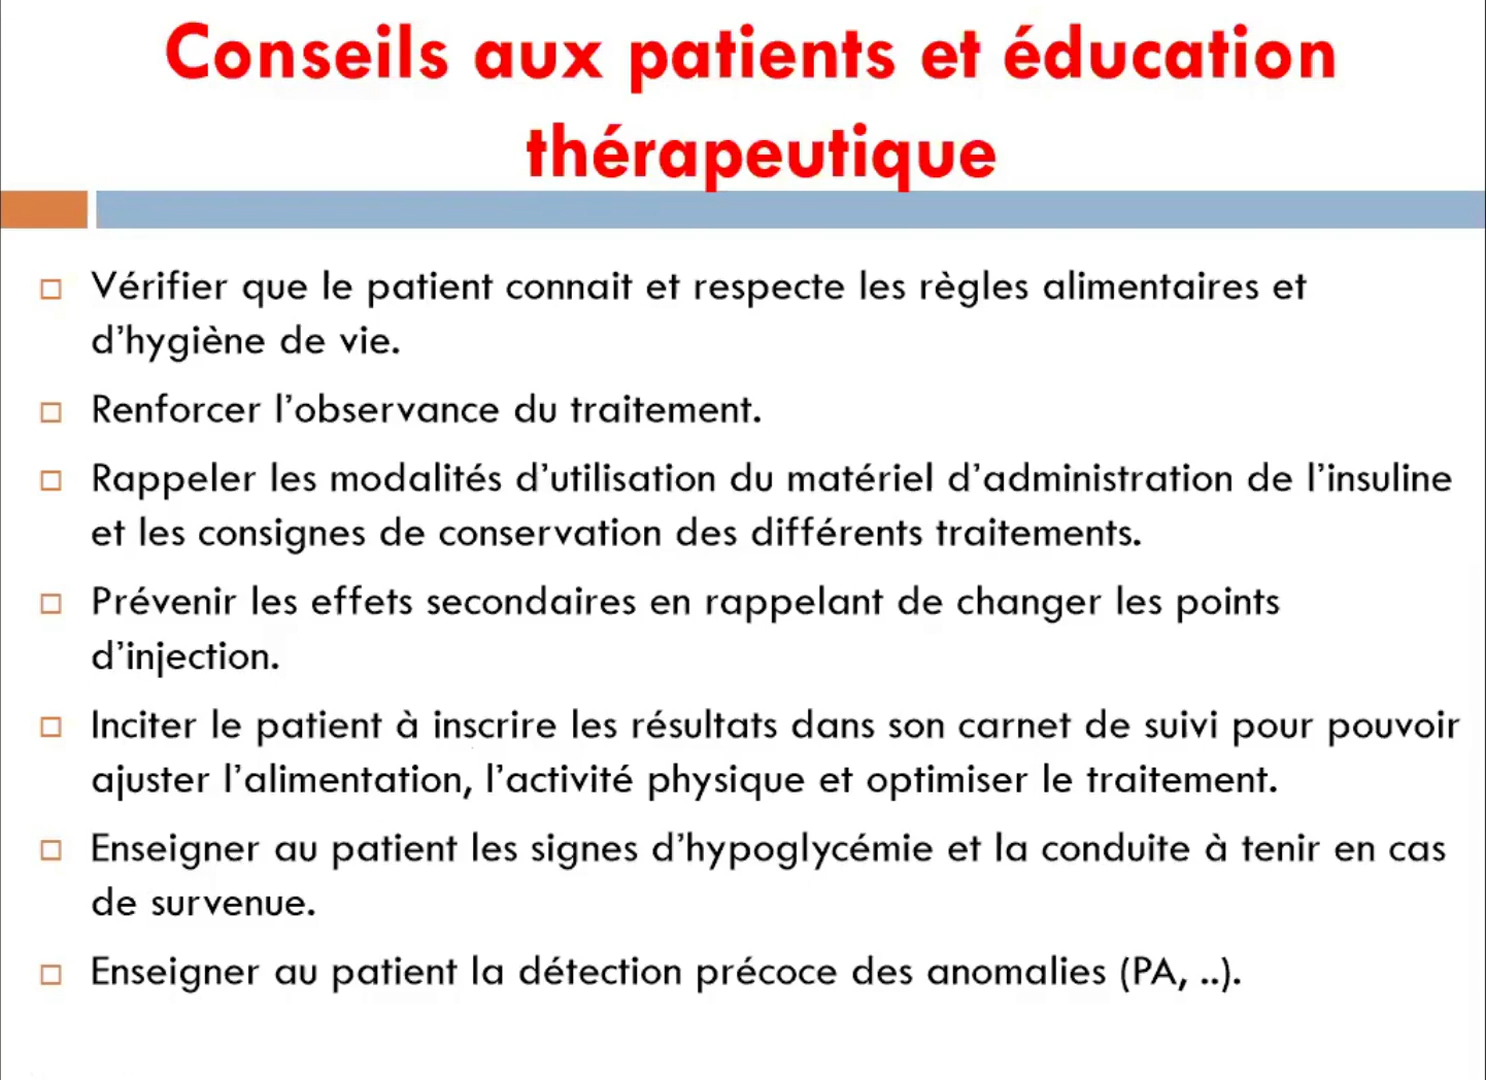 Conseils aux patients et éducation
thérapeutique
Vérifier que le patient connait et respecte les règles alimentaires et
d’hygiène de vie.
Renforcer l’observance du traitement.
Rappeler les modalités d’utilisation du matériel d’administration de l’insuline
et les consignes de conservation des différents traitements.
Prévenir les effets secondaires en rappelant de changer les points
d’injection.
Inciter le patient à inscrire les résultats dans son carnet de suivi pour pouvoir
ajuster l’alimentation, l’activité physique et optimiser le traitement.
Enseigner au patient les signes d’hypoglycémie et la conduite à tenir en cas
de survenue.
Enseigner au patient la détection précoce des anomalies (PA, ..).